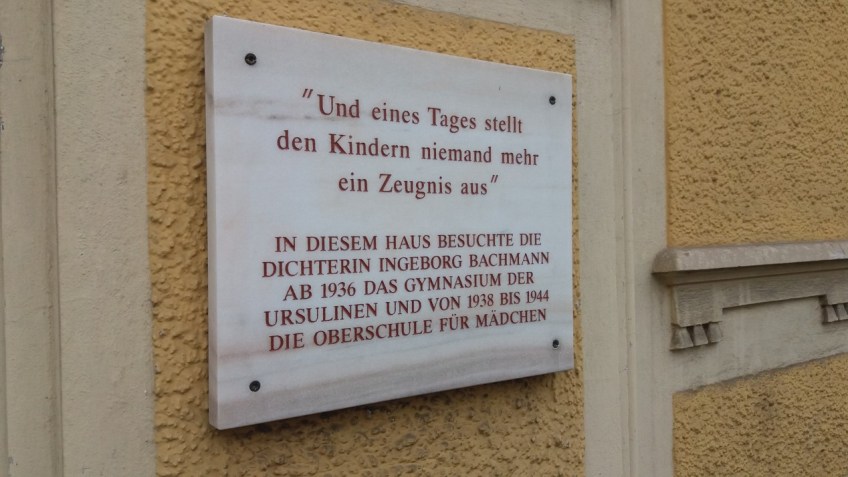 "Und eines Tages stellt
den Kindern niemand mehr
ein Zeugnis aus"
IN DIESEM HAUS BESUCHTE DIE
DICHTERIN INGEBORG BACHMANN
AB 1936 DAS GYMNASIUM DER
URSULINEN UND VON 1938 BIS 1944
DIE OBERSCHULE FÜR MÄDCHEN